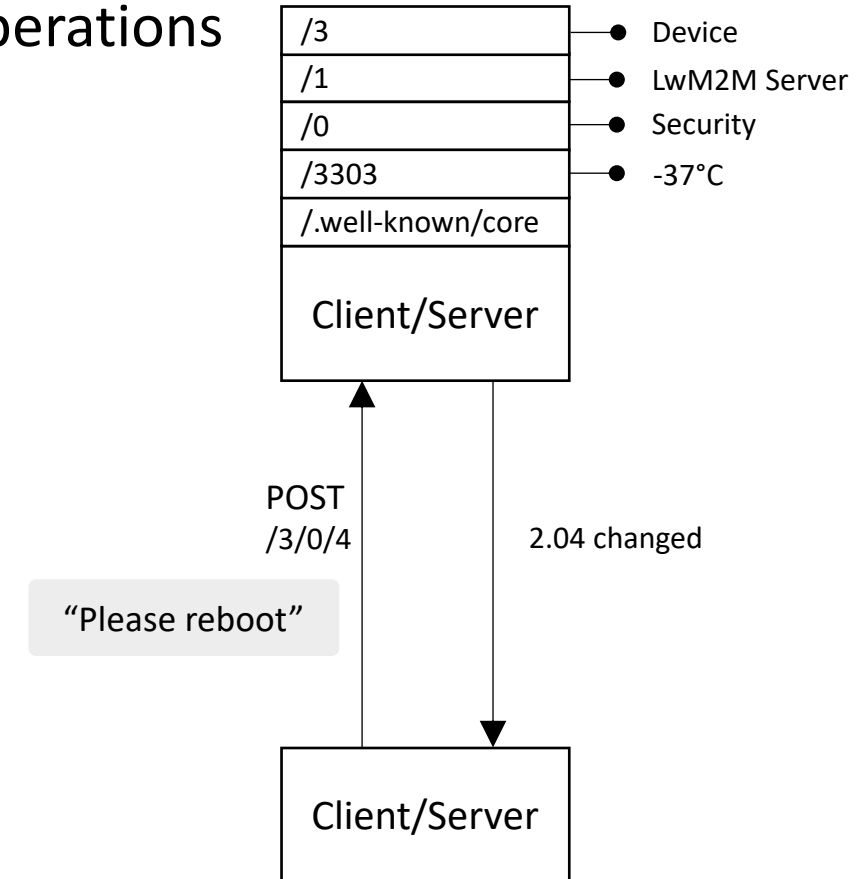 perations
/3
Device
/1
LwM2M Server
/0
Security
/3303
-37°C
/.well-known/core
Client/Server
POST
/3/0/4
2.04 changed
“Please reboot”
Client/Server